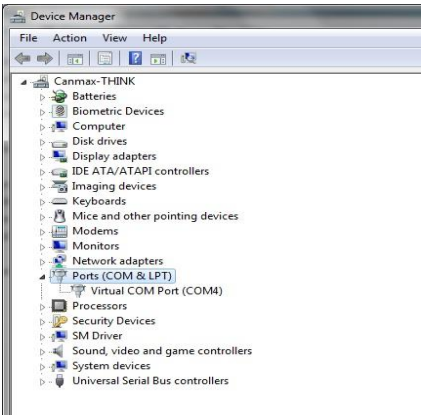 Device Manager
File Action View Help
Canmax-THINK
Batteries
Biometric Devices
Computer
Disk drives
Display adapters
IDE ATA/ATAPI controllers
Imaging devices
Keyboards
Mice and other pointing devices
Modems
Monitors
Network adapters
Ports (COM & LPT)
Virtual COM Port (COM4)
Processors
Security Devices
SM Driver
Sound, video and game controllers
System devices
Universal Serial Bus controllers